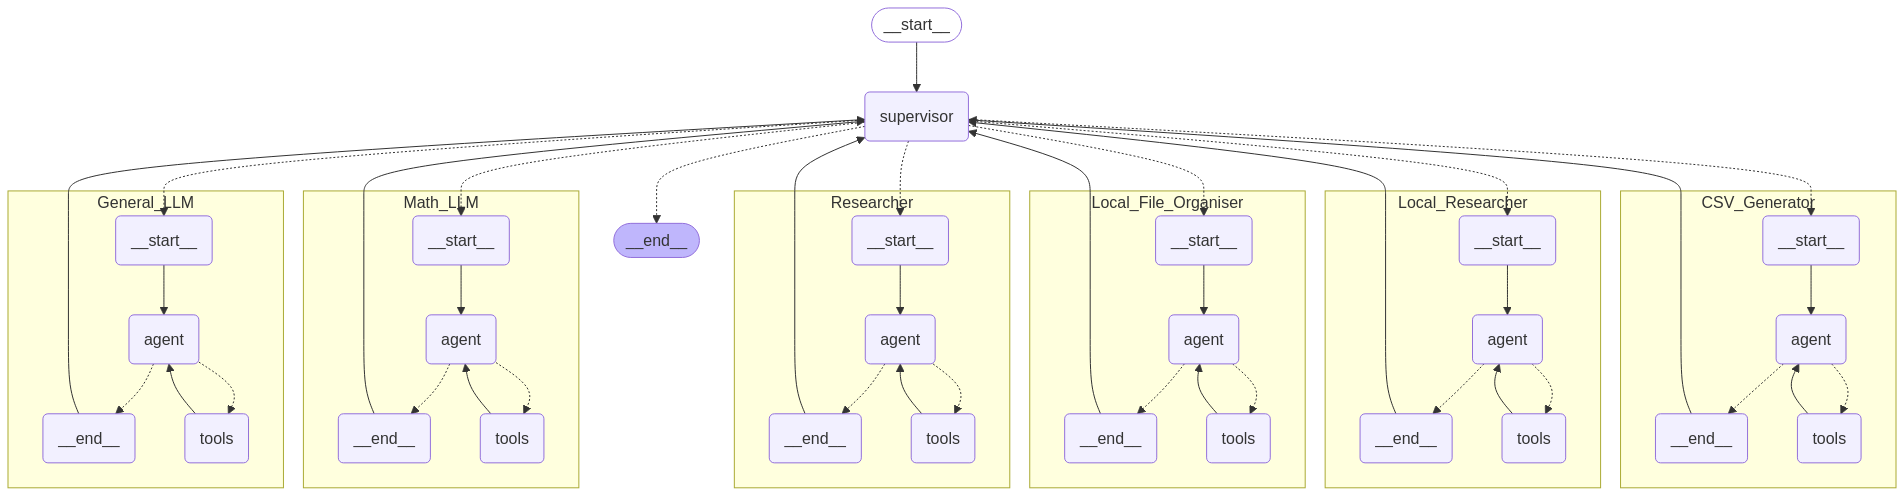 __start__
supervisor
General_LLM
Math_LLM
Researcher
Local_File_Organiser
Local_Researcher
CSV_Generator
__start__
__start__
__end__
__start__
__start__
__start__
__start__
agent
agent
agent
agent
agent
agent
__end__
tools
__end__
tools
__end__
tools
__end__
tools
__end__
tools
__end__
tools